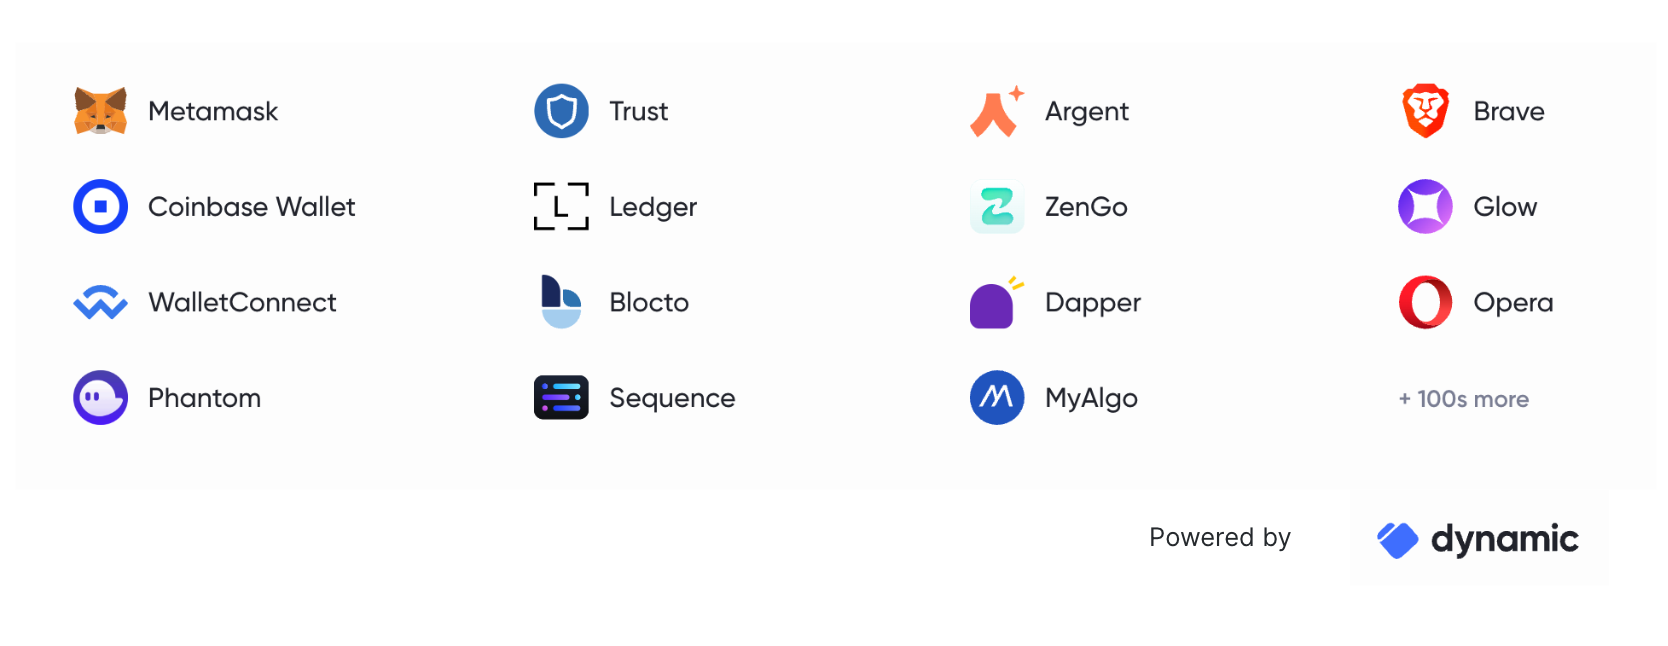 Metamask
Trust
Argent
Brave
Coinbase Wallet
L
Ledger
ZenGo
Glow
WalletConnect
Blocto
Dapper
Opera
Phantom
Sequence
MyAlgo
+ 100s more
Powered by
dynamic